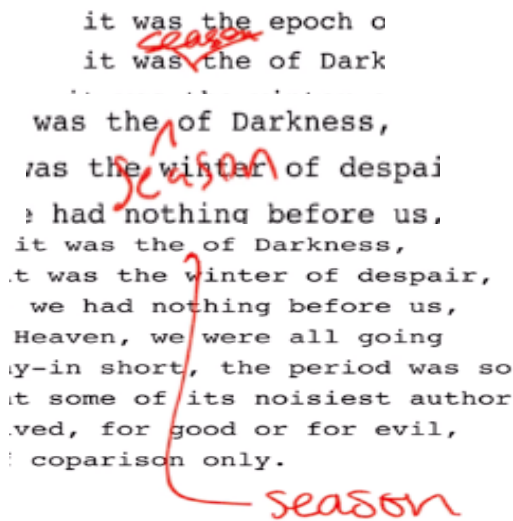 it was the epoch o
season
it was the of Dark
was the of Darkness,
was the winter of despai
season
e had nothing before us,
it was the of Darkness,
t was the winter of despair,
we had nothing before us,
Heaven, we were all going
y-in short, the period was so
t some of its noisiest author
ved, for good or for evil,
f coparison only.
season